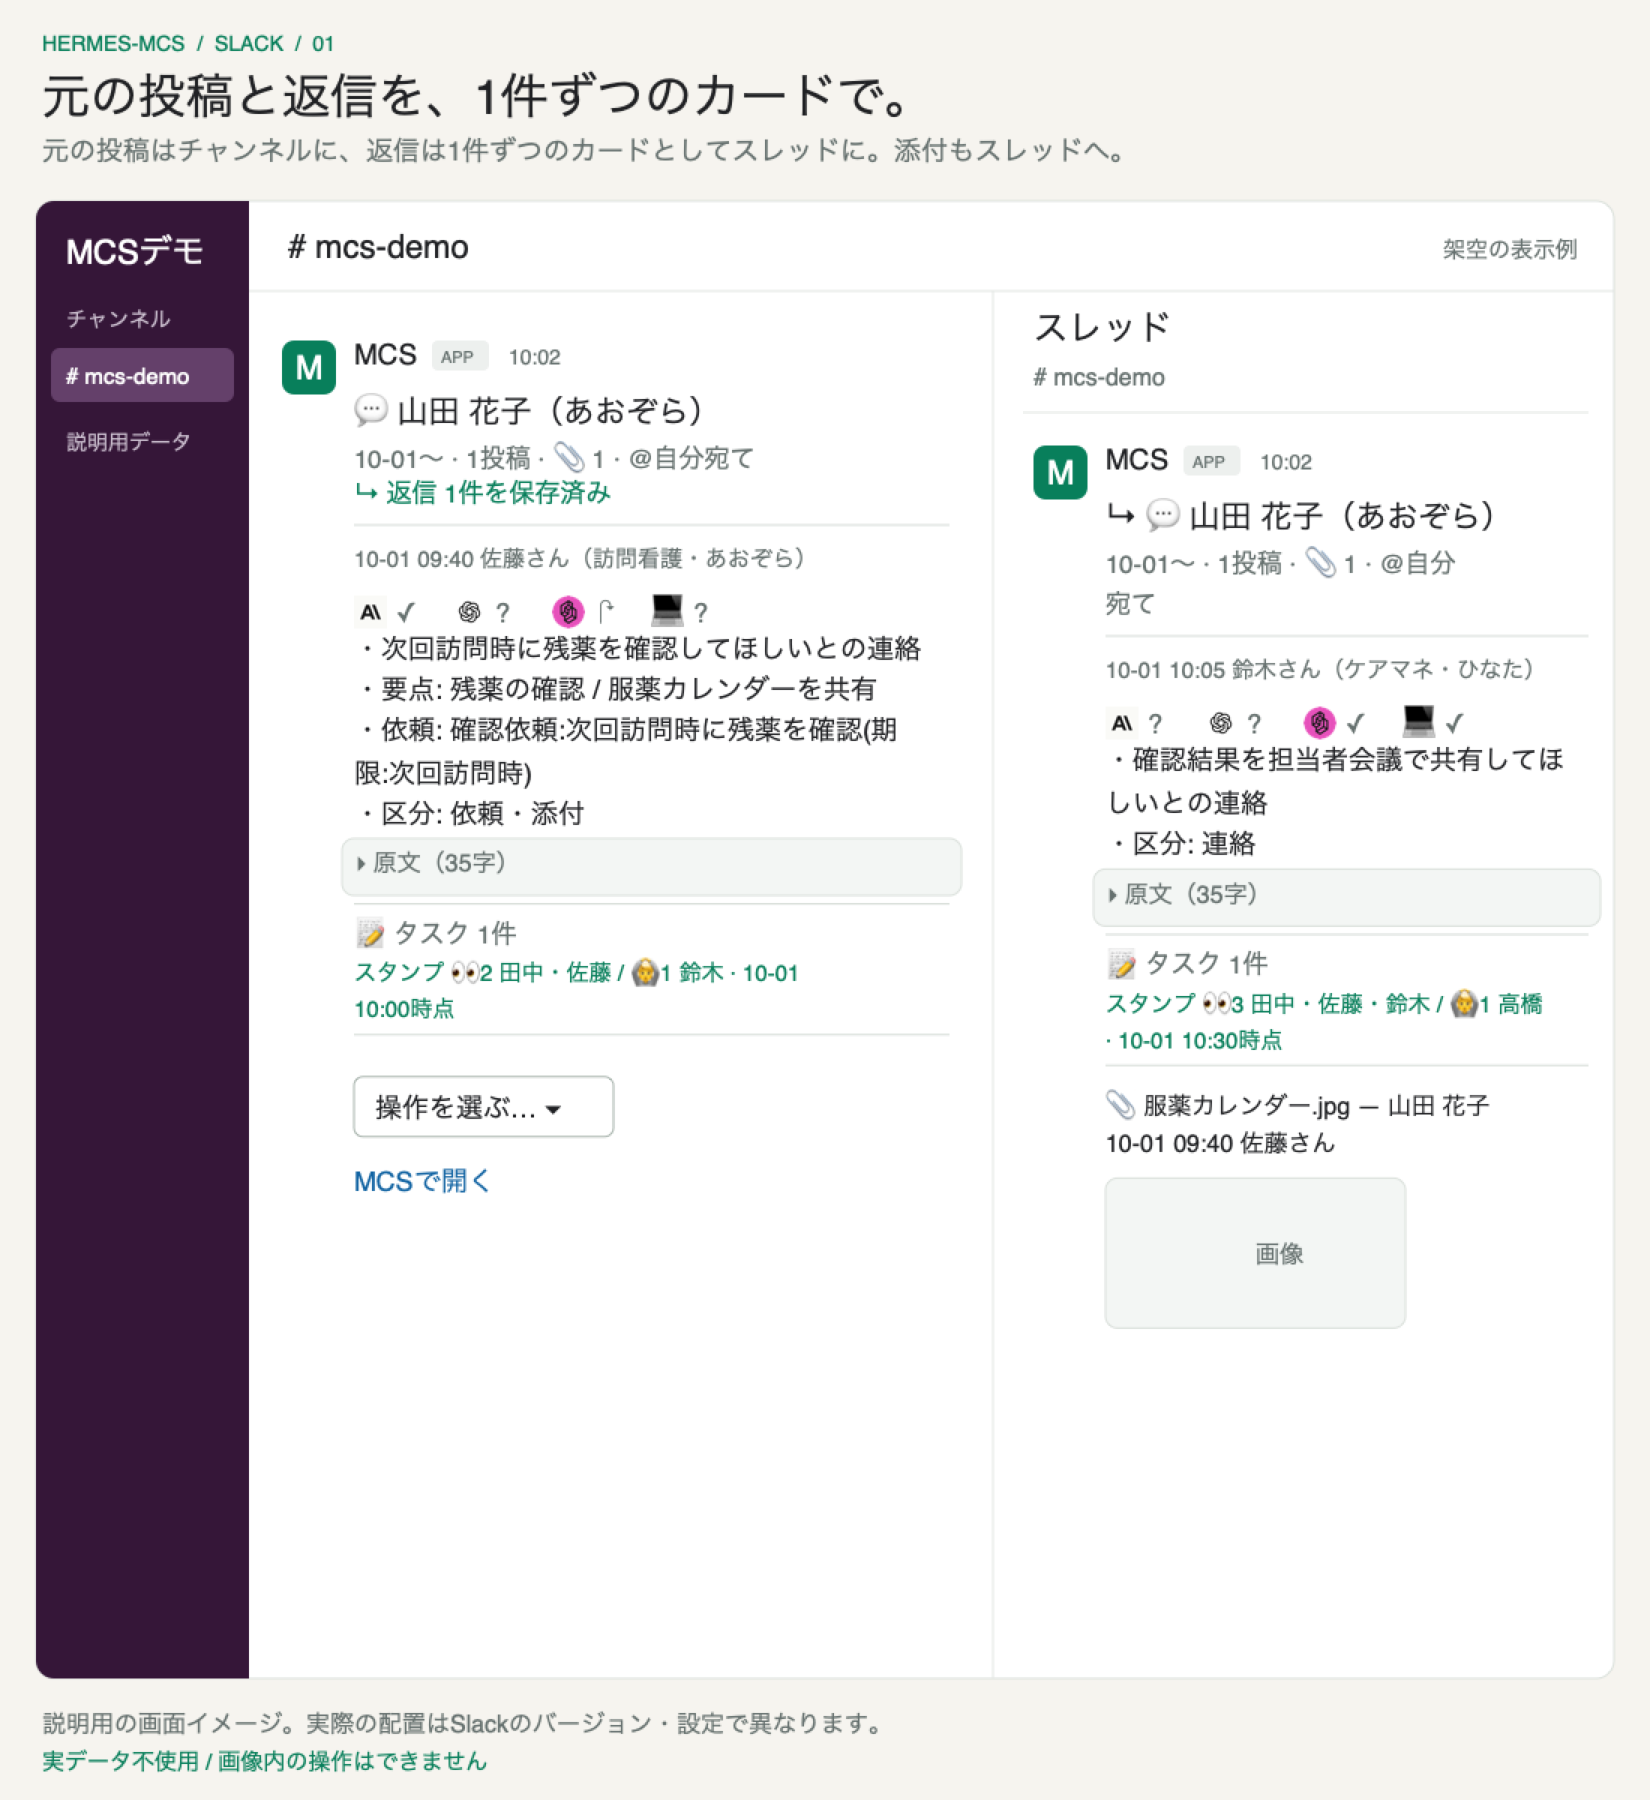 HERMES-MCS / SLACK / 01
元の投稿と返信を、1件ずつのカードで。
元の投稿はチャンネルに、返信は1件ずつのカードとしてスレッドに。添付もスレッドへ。
MCSデモ
チャンネル
# mcs-demo
説明用データ
# mcs-demo
架空の表示例
M
MCS APP 10:02
💬 山田 花子（あおぞら）
10-01〜 · 1投稿 · 📎 1 · @自分宛て
↳ 返信 1件を保存済み
10-01 09:40 佐藤さん（訪問看護・あおぞら）
A\ ✓ ? ↱ 💻 ?
・次回訪問時に残薬を確認してほしいとの連絡
・要点: 残薬の確認 / 服薬カレンダーを共有
・依頼: 確認依頼:次回訪問時に残薬を確認(期
限:次回訪問時)
・区分: 依頼・添付
▸ 原文（35字）
📝 タスク 1件
スタンプ 👀2 田中・佐藤 / 🙆1 鈴木 · 10-01
10:00時点
操作を選ぶ... ▾
MCSで開く
スレッド
# mcs-demo
M
MCS APP 10:02
↳ 💬 山田 花子（あおぞら）
10-01〜 · 1投稿 · 📎 1 · @自分
宛て
10-01 10:05 鈴木さん（ケアマネ・ひなた）
A\ ? ? ✓ 💻 ✓
・確認結果を担当者会議で共有してほ
しいとの連絡
・区分: 連絡
▸ 原文（35字）
📝 タスク 1件
スタンプ 👀3 田中・佐藤・鈴木 / 🙆1 高橋
· 10-01 10:30時点
📎 服薬カレンダー.jpg — 山田 花子
10-01 09:40 佐藤さん
画像
説明用の画面イメージ。実際の配置はSlackのバージョン・設定で異なります。
実データ不使用 / 画像内の操作はできません